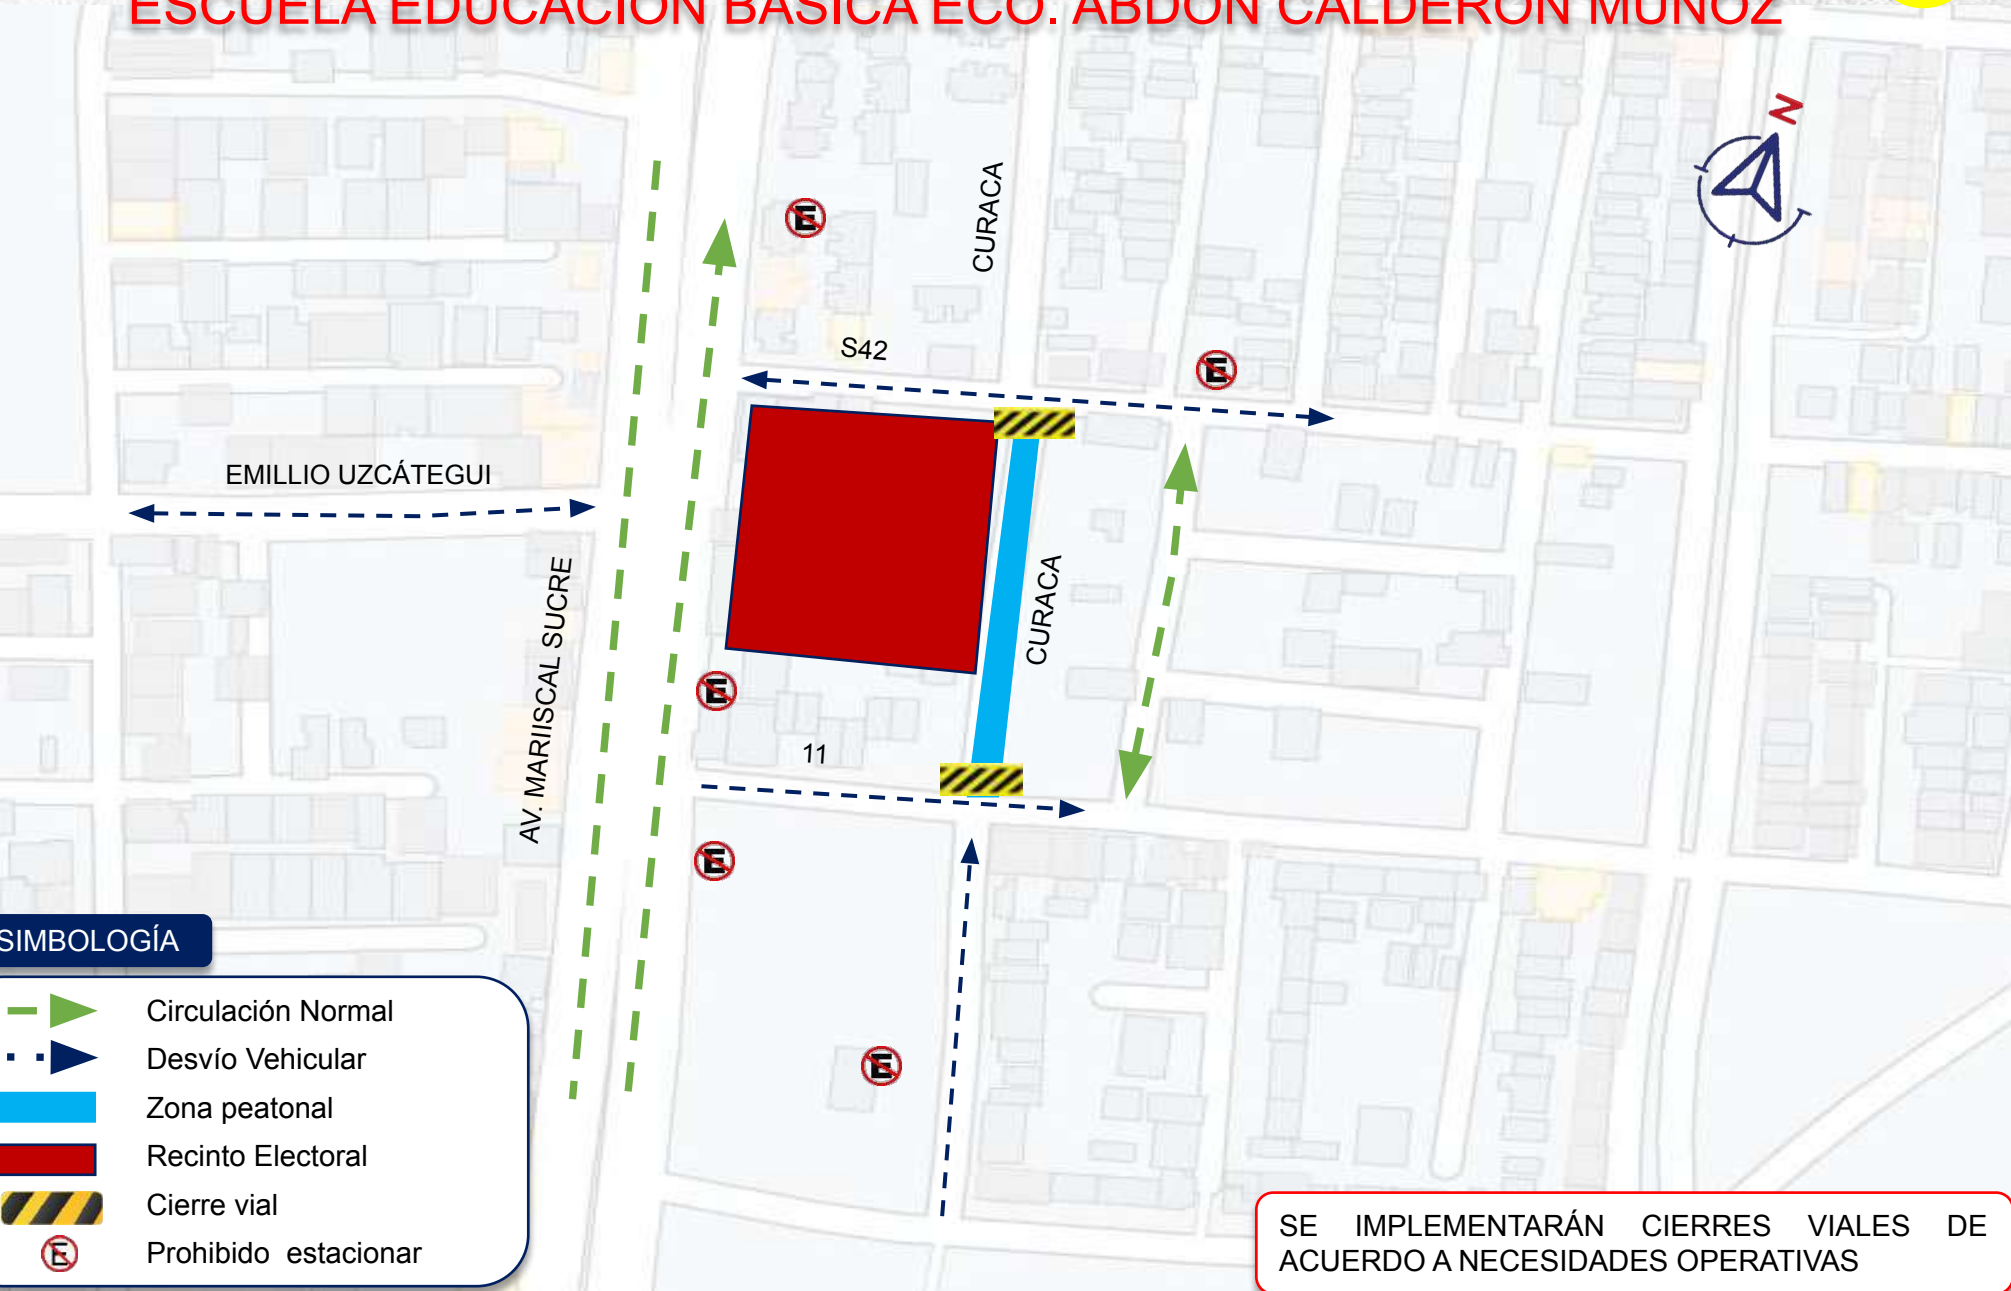 ESCUELA EDUCACIÓN BÁSICA ECO. ABDÓN CALDERÓN MUÑOZ
N
CURACA
S42
EMILLIO UZCÁTEGUI
AV. MARIISCAL SUCRE
CURACA
11
SIMBOLOGÍA
Circulación Normal
Desvío Vehicular
Zona peatonal
Recinto Electoral
Cierre vial
E Prohibido estacionar
E
E
E
E
E
SE IMPLEMENTARÁN CIERRES VIALES DE
ACUERDO A NECESIDADES OPERATIVAS